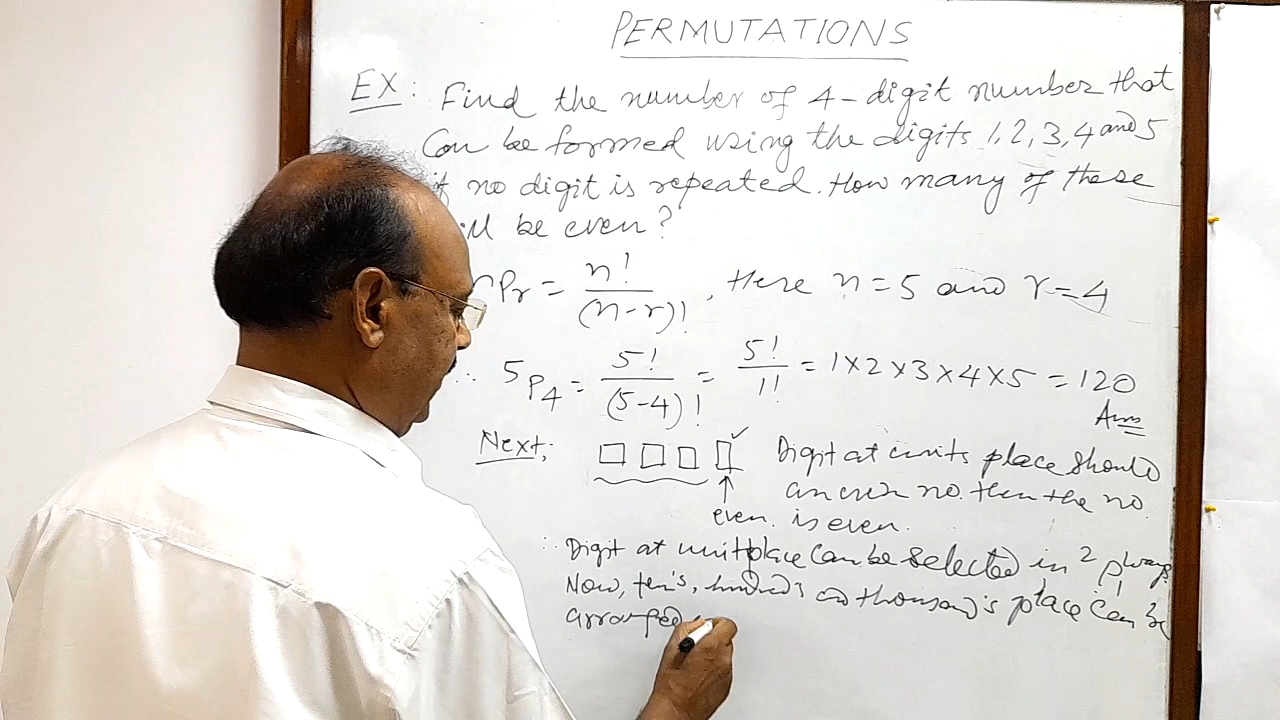 PERMUTATIONS
EX: Find the number of 4-digit number that
Can be formed using the digits 1, 2, 3, 4 and 5
if no digit is repeated. How many of these
will be even?
nPr = n! / (n-r)!, Here n = 5 and r = 4
∴ 5P4 = 5! / (5-4)! = 5! / 1! = 1×2×3×4×5 = 120
Ans
Next; □ □ □ □ ✓ Digit at units place should
an even no. then the no.
even. is even.
∴ Digit at unit place can be selected in 2P1 ways
Now, ten's, hundred's and thousand's place can be
arranged